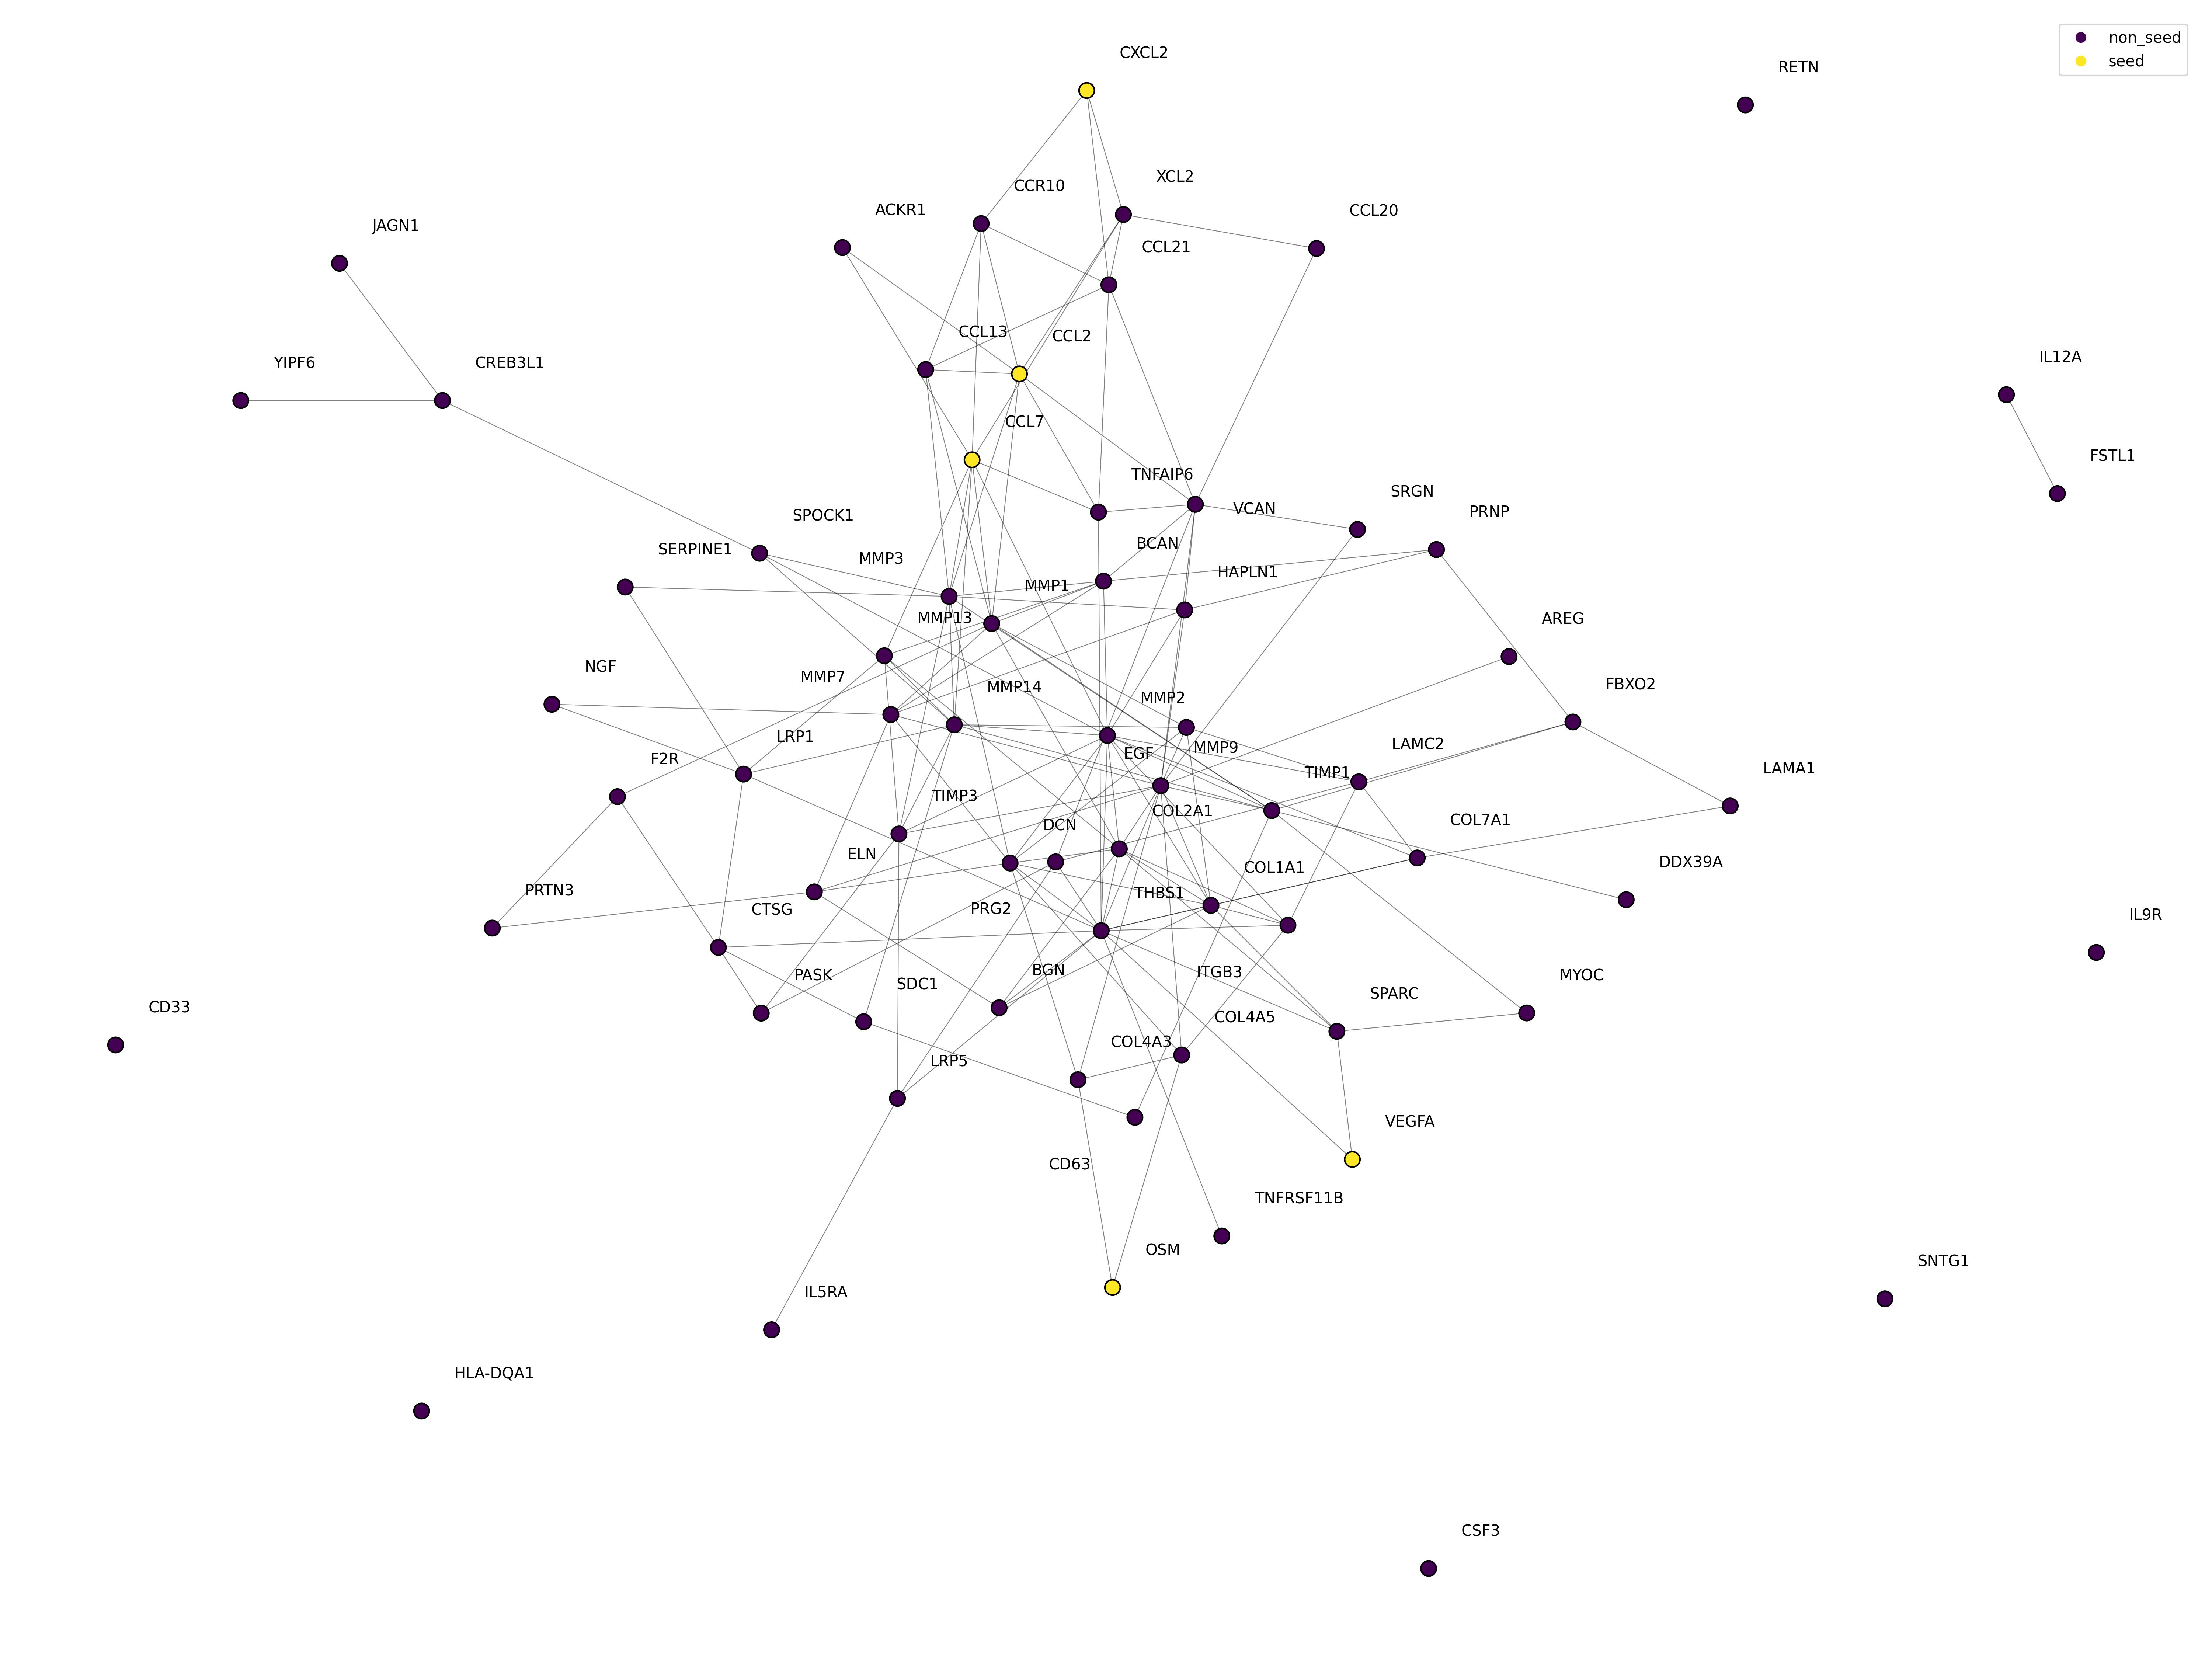 non_seed
seed
CXCL2
RETN
XCL2
CCR10
ACKR1
CCL20
JAGN1
CCL21
CCL13
CCL2
IL12A
YIPF6
CREB3L1
CCL7
FSTL1
TNFAIP6
SRGN
VCAN
PRNP
SPOCK1
BCAN
SERPINE1
MMP3
HAPLN1
MMP1
MMP13
AREG
NGF
MMP7
MMP14
FBXO2
MMP2
LRP1
LAMC2
MMP9
EGF
F2R
LAMA1
TIMP1
TIMP3
COL2A1
COL7A1
DCN
ELN
DDX39A
COL1A1
PRTN3
THBS1
CTSG
PRG2
IL9R
BGN
ITGB3
PASK
MYOC
SDC1
SPARC
CD33
COL4A5
COL4A3
LRP5
VEGFA
CD63
TNFRSF11B
OSM
SNTG1
IL5RA
HLA-DQA1
CSF3